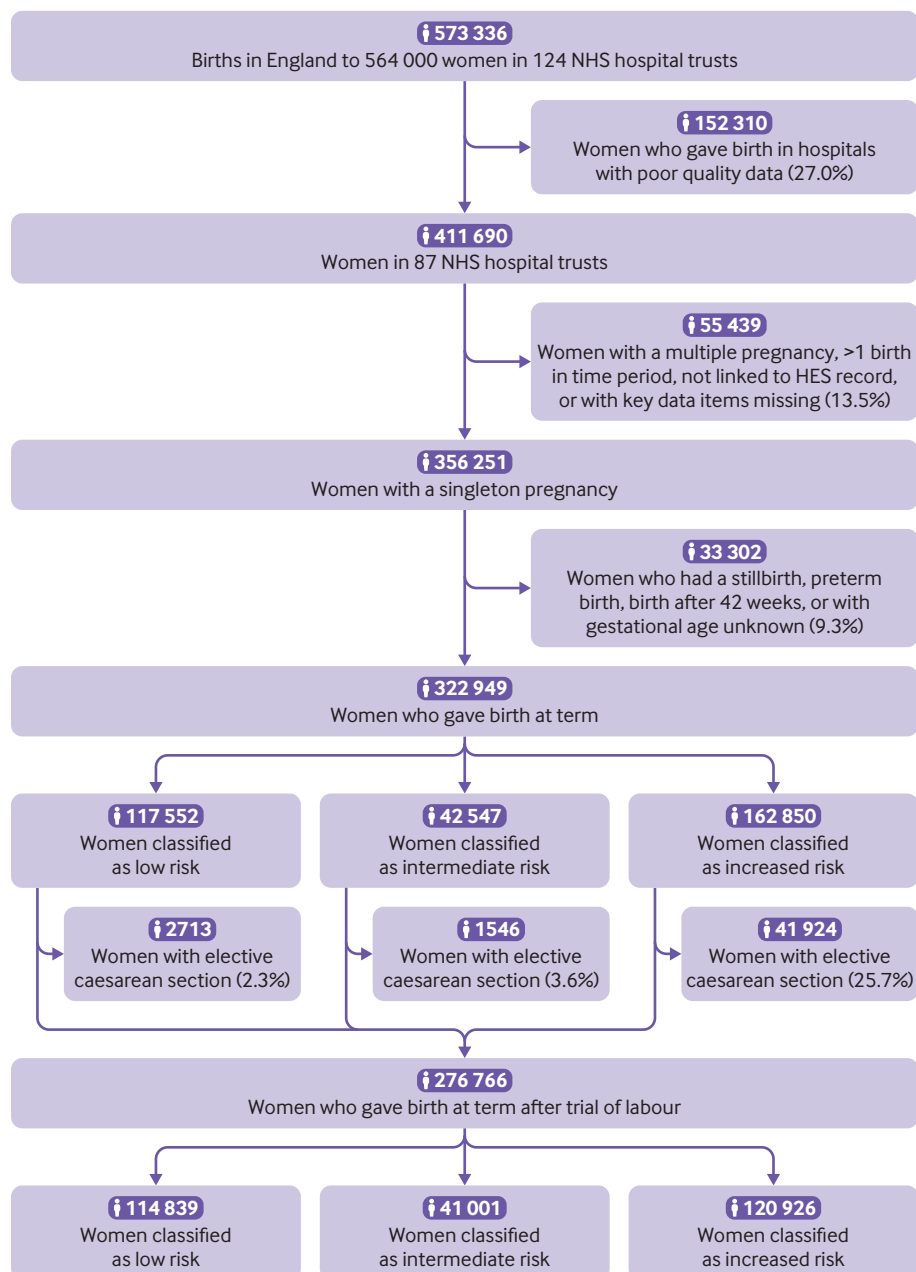 573 336
Births in England to 564 000 women in 124 NHS hospital trusts
152 310
Women who gave birth in hospitals
with poor quality data (27.0%)
411 690
Women in 87 NHS hospital trusts
55 439
Women with a multiple pregnancy, >1 birth
in time period, not linked to HES record,
or with key data items missing (13.5%)
356 251
Women with a singleton pregnancy
33 302
Women who had a stillbirth, preterm
birth, birth after 42 weeks, or with
gestational age unknown (9.3%)
322 949
Women who gave birth at term
117 552
Women classified
as low risk
42 547
Women classified
as intermediate risk
162 850
Women classified
as increased risk
2713
Women with elective
caesarean section (2.3%)
1546
Women with elective
caesarean section (3.6%)
41 924
Women with elective
caesarean section (25.7%)
276 766
Women who gave birth at term after trial of labour
114 839
Women classified
as low risk
41 001
Women classified
as intermediate risk
120 926
Women classified
as increased risk